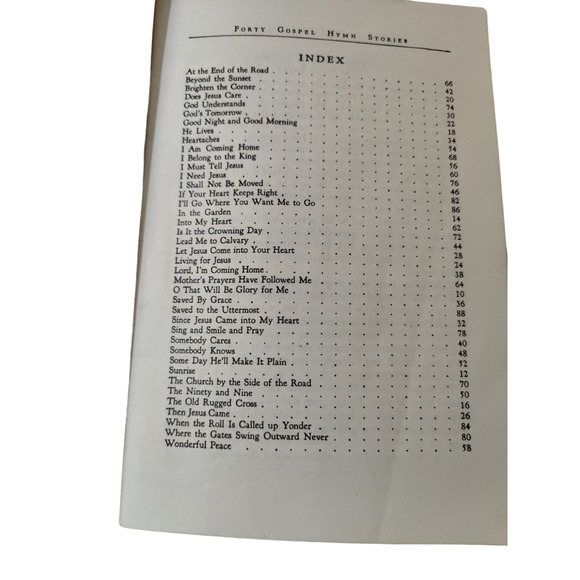 FORTY GOSPEL HYMN STORIES
INDEX
At the End of the Road . . . . . . . . . . . 66
Beyond the Sunset . . . . . . . . . . . 42
Brighten the Corner . . . . . . . . . . . 20
Does Jesus Care . . . . . . . . . . . 74
God Understands . . . . . . . . . . . 30
God's Tomorrow . . . . . . . . . . . 22
Good Night and Good Morning . . . . . . . . . . . 18
He Lives . . . . . . . . . . . 34
Heartaches . . . . . . . . . . . 54
I Am Coming Home . . . . . . . . . . . 68
I Belong to the King . . . . . . . . . . . 56
I Must Tell Jesus . . . . . . . . . . . 60
I Need Jesus . . . . . . . . . . . 76
I Shall Not Be Moved . . . . . . . . . . . 46
If Your Heart Keeps Right . . . . . . . . . . . 82
I'll Go Where You Want Me to Go . . . . . . . . . . . 86
In the Garden . . . . . . . . . . . 14
Into My Heart . . . . . . . . . . . 62
Is it the Crowning Day . . . . . . . . . . . 72
Lead Me to Calvary . . . . . . . . . . . 44
Let Jesus Come into Your Heart . . . . . . . . . . . 28
Living for Jesus . . . . . . . . . . . 24
Lord, I'm Coming Home . . . . . . . . . . . 38
Mother's Prayers Have Followed Me . . . . . . . . . . . 64
O That Will Be Glory for Me . . . . . . . . . . . 10
Saved By Grace . . . . . . . . . . . 36
Saved to the Uttermost . . . . . . . . . . . 88
Since Jesus Came into My Heart . . . . . . . . . . . 32
Sing and Smile and Pray . . . . . . . . . . . 78
Somebody Cares . . . . . . . . . . . 40
Somebody Knows . . . . . . . . . . . 48
Some Day He'll Make It Plain . . . . . . . . . . . 52
Sunrise . . . . . . . . . . . 12
The Church by the Side of the Road . . . . . . . . . . . 70
The Ninety and Nine . . . . . . . . . . . 50
The Old Rugged Cross . . . . . . . . . . . 16
Then Jesus Came . . . . . . . . . . . 26
When the Roll Is Called up Yonder . . . . . . . . . . . 84
Where the Gates Swing Outward Never . . . . . . . . . . . 80
Wonderful Peace . . . . . . . . . . . 58